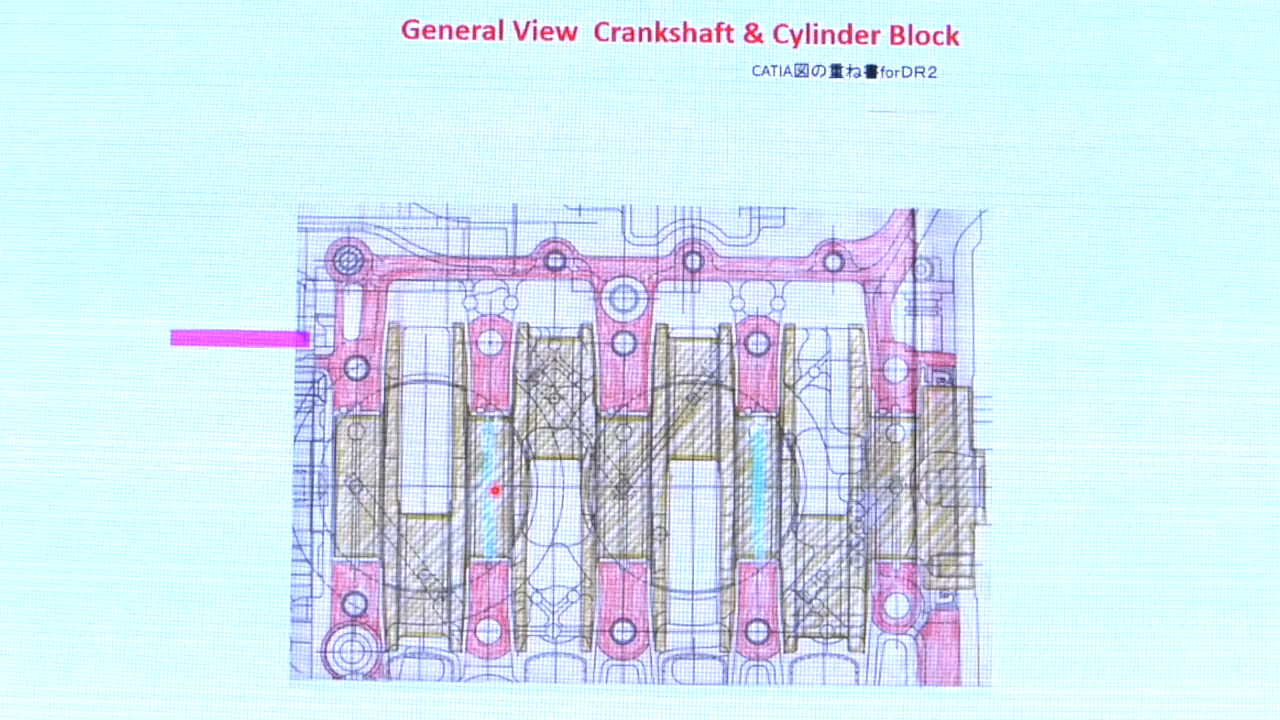 General View Crankshaft & Cylinder Block
CATIA図の重ね書forDR2